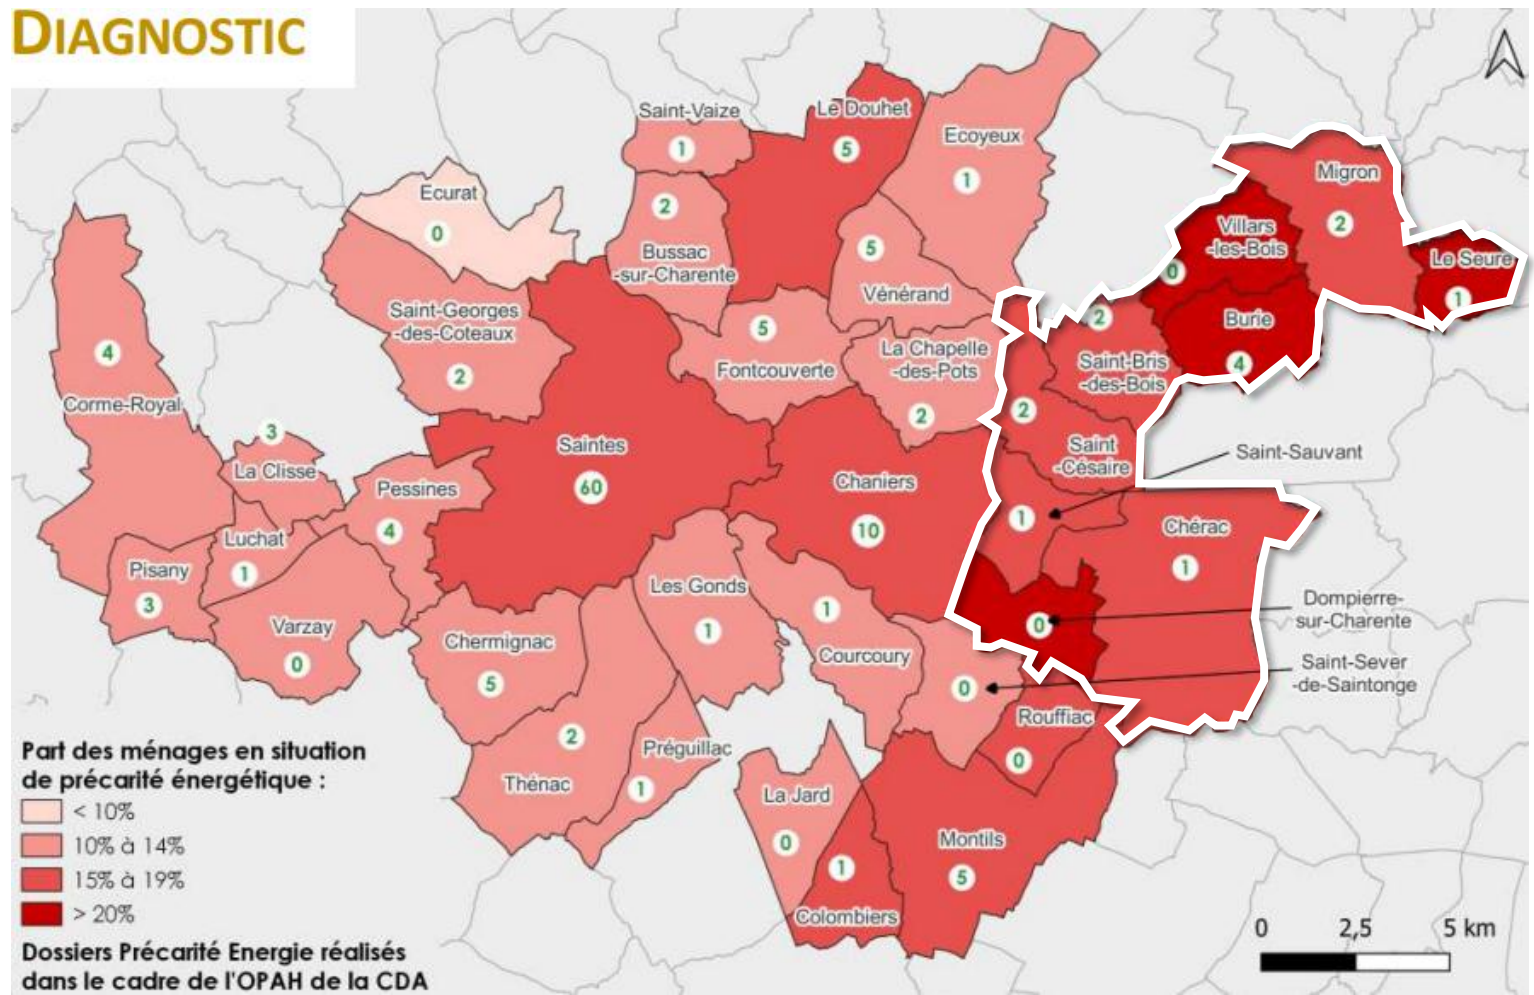 DIAGNOSTIC
Saint-Vaize
1
Le Douhet
5
Ecoyeux
1
Migron
2
Ecurat
0
2
Bussac
-sur-Charente
5
Vénérand
Villars
-les-Bois
0
Le Seure
1
Burie
4
2
Saint-Bris
-des-Bois
4
Corme-Royal
Saint-Georges
-des-Coteaux
2
5
Fontcouverte
La Chapelle
-des-Pots
2
2
Saint
-Césaire
Saint-Sauvant
1
3
La Clisse
Saintes
60
Pessines
4
Chaniers
10
Chérac
1
Luchat
1
Pisany
3
Varzay
0
Les Gonds
1
1
Courcoury
Dompierre-
sur-Charente
0
Chermignac
5
Saint-Sever
-de-Saintonge
0
Rouffiac
0
2
Thénac
Préguillac
1
La Jard
0
1
Colombiers
Montils
5
Part des ménages en situation
de précarité énergétique :
< 10%
10% à 14%
15% à 19%
> 20%
Dossiers Précarité Energie réalisés
dans le cadre de l'OPAH de la CDA
0 2,5 5 km